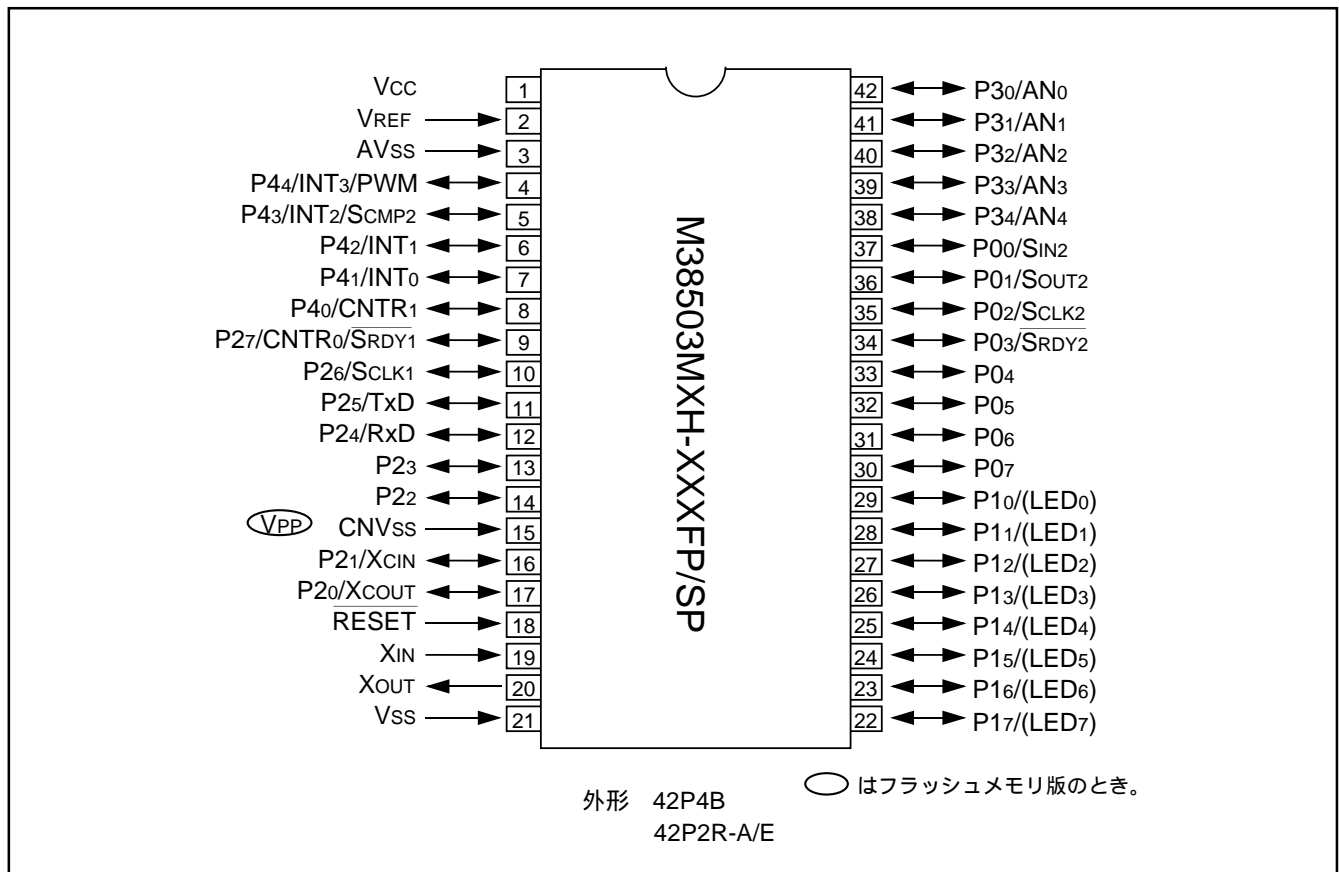 VCC 1
VREF 2
AVSS 3
P44/INT3/PWM 4
P43/INT2/SCMP2 5
P42/INT1 6
P41/INT0 7
P40/CNTR1 8
P27/CNTR0/SRDY1 9
P26/SCLK1 10
P25/TxD 11
P24/RxD 12
P23 13
P22 14
VPP CNVSS 15
P21/XCIN 16
P20/XCOUT 17
RESET 18
XIN 19
XOUT 20
VSS 21
M38503MXH-XXXFP/SP
42 P30/AN0
41 P31/AN1
40 P32/AN2
39 P33/AN3
38 P34/AN4
37 P00/SIN2
36 P01/SOUT2
35 P02/SCLK2
34 P03/SRDY2
33 P04
32 P05
31 P06
30 P07
29 P10/(LED0)
28 P11/(LED1)
27 P12/(LED2)
26 P13/(LED3)
25 P14/(LED4)
24 P15/(LED5)
23 P16/(LED6)
22 P17/(LED7)
はフラッシュメモリ版のとき。
外形 42P4B
42P2R-A/E